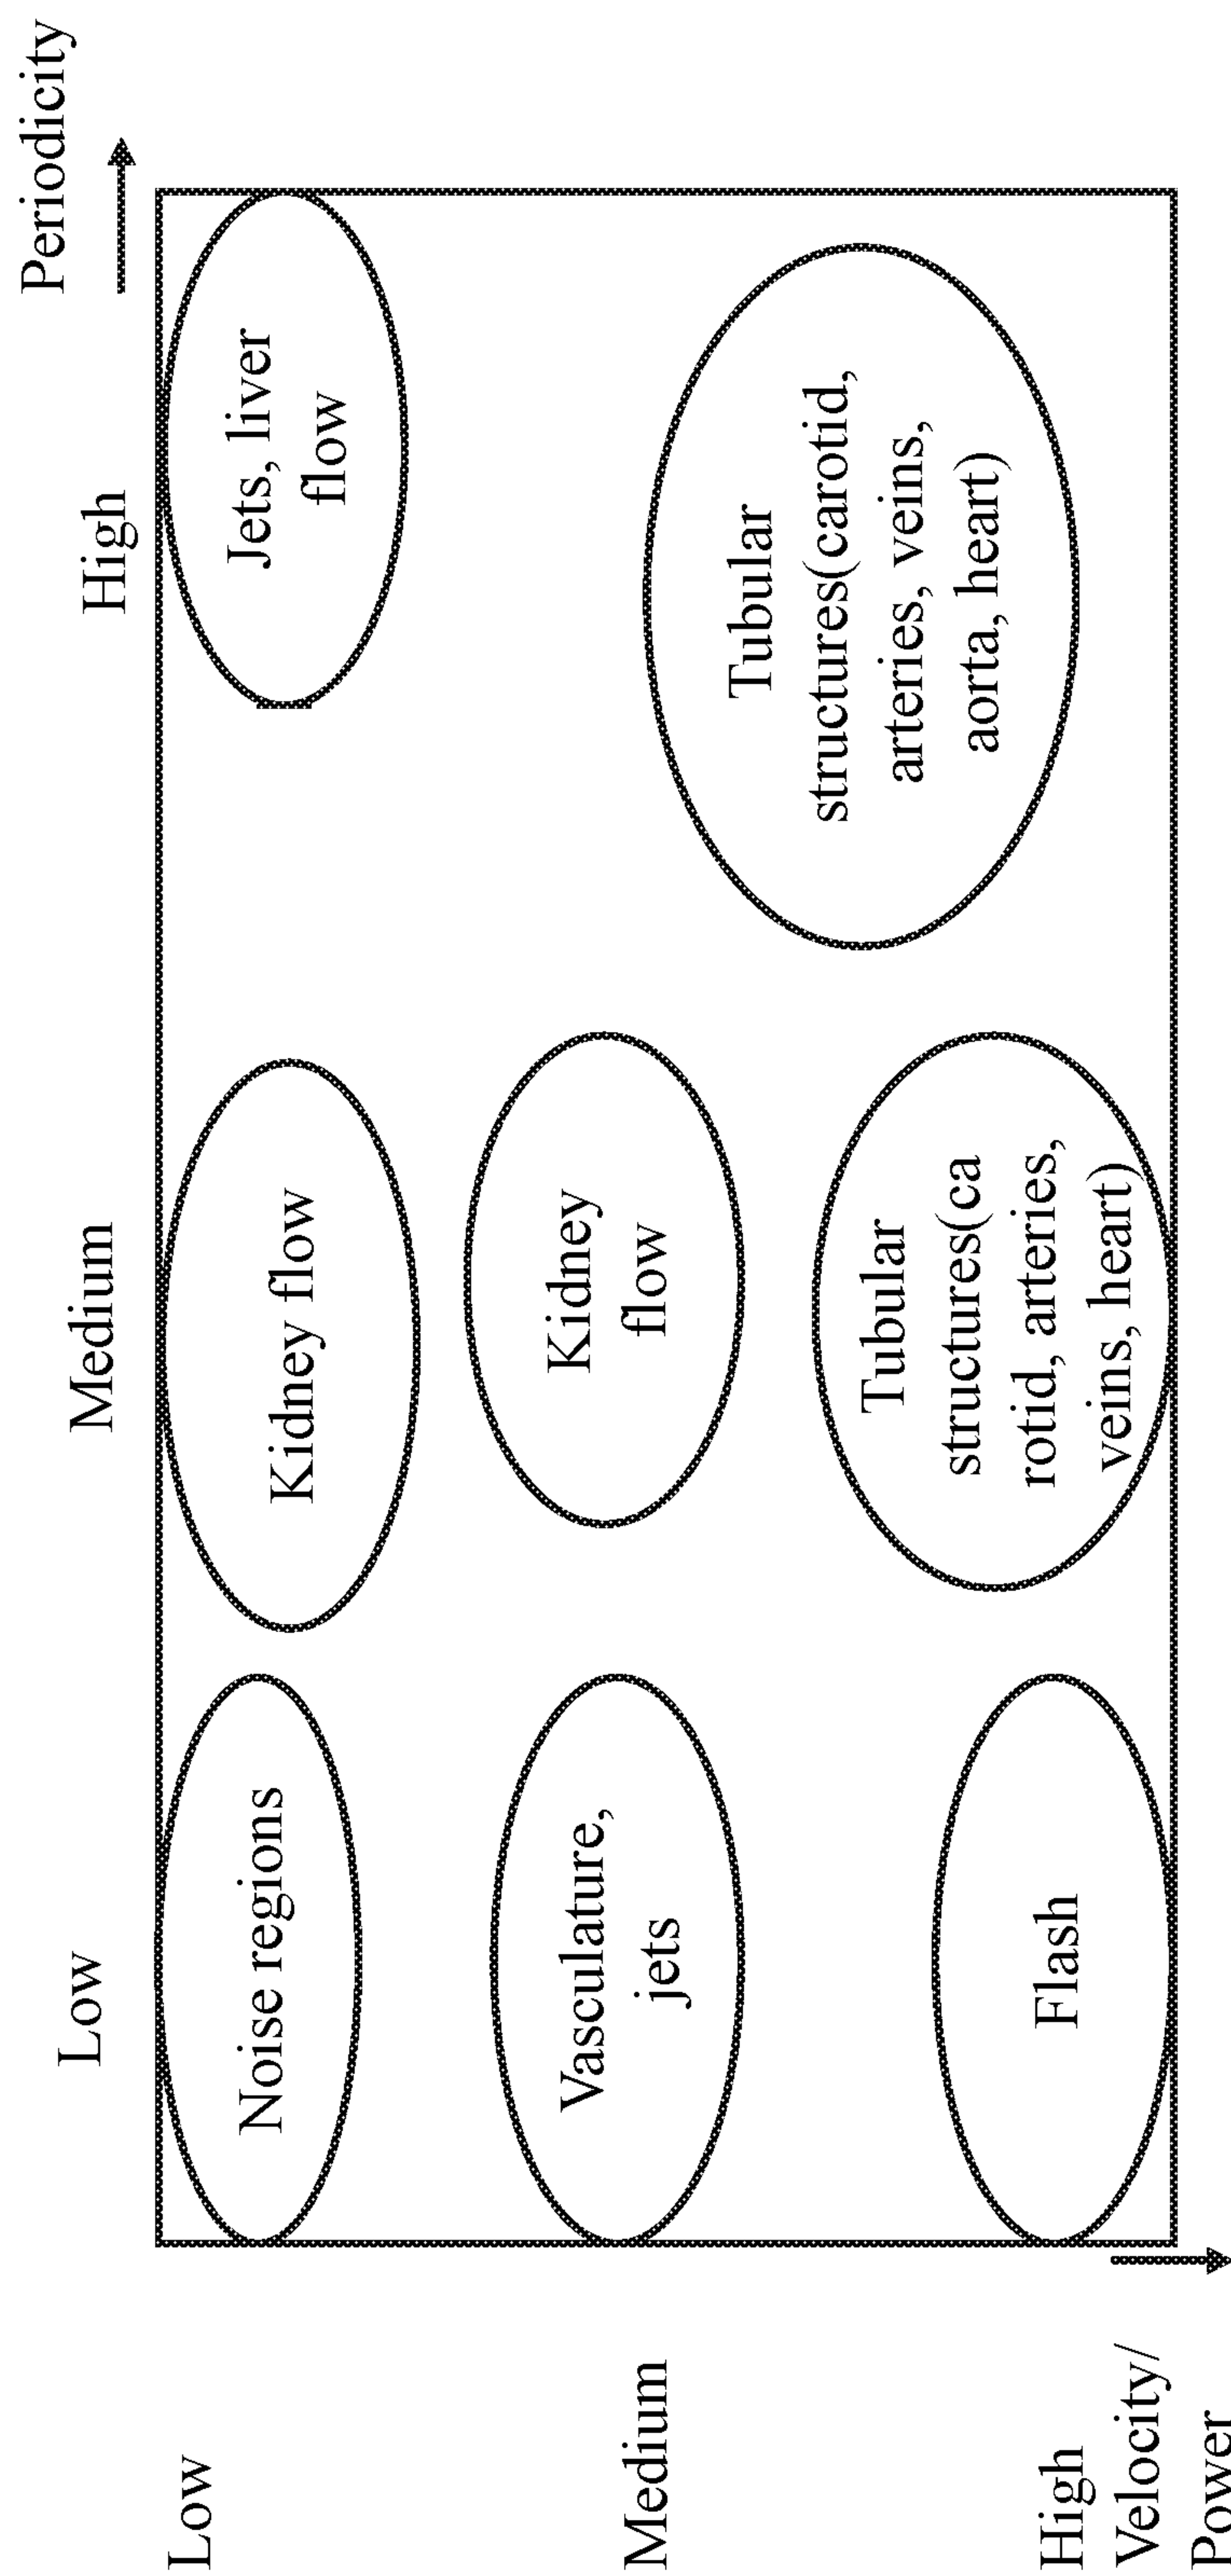 Periodicity
Low
Medium
High
Low
Noise regions
Kidney flow
Jets, liver
flow
Medium
Vasculature,
jets
Kidney
flow
Tubular
structures(carotid,
arteries, veins,
aorta, heart)
High
Velocity/
Power
Flash
Tubular
structures(ca
rotid, arteries,
veins, heart)